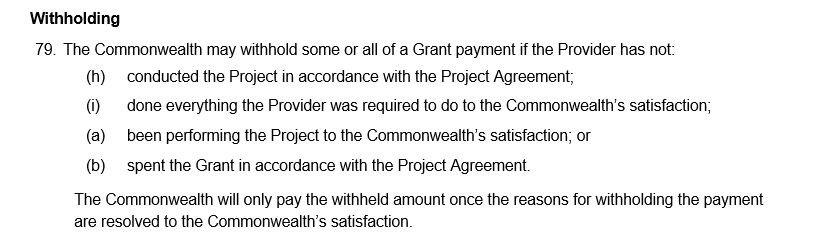 Withholding
79. The Commonwealth may withhold some or all of a Grant payment if the Provider has not:
(h) conducted the Project in accordance with the Project Agreement;
(i) done everything the Provider was required to do to the Commonwealth's satisfaction;
(a) been performing the Project to the Commonwealth's satisfaction; or
(b) spent the Grant in accordance with the Project Agreement.
The Commonwealth will only pay the withheld amount once the reasons for withholding the payment
are resolved to the Commonwealth's satisfaction.